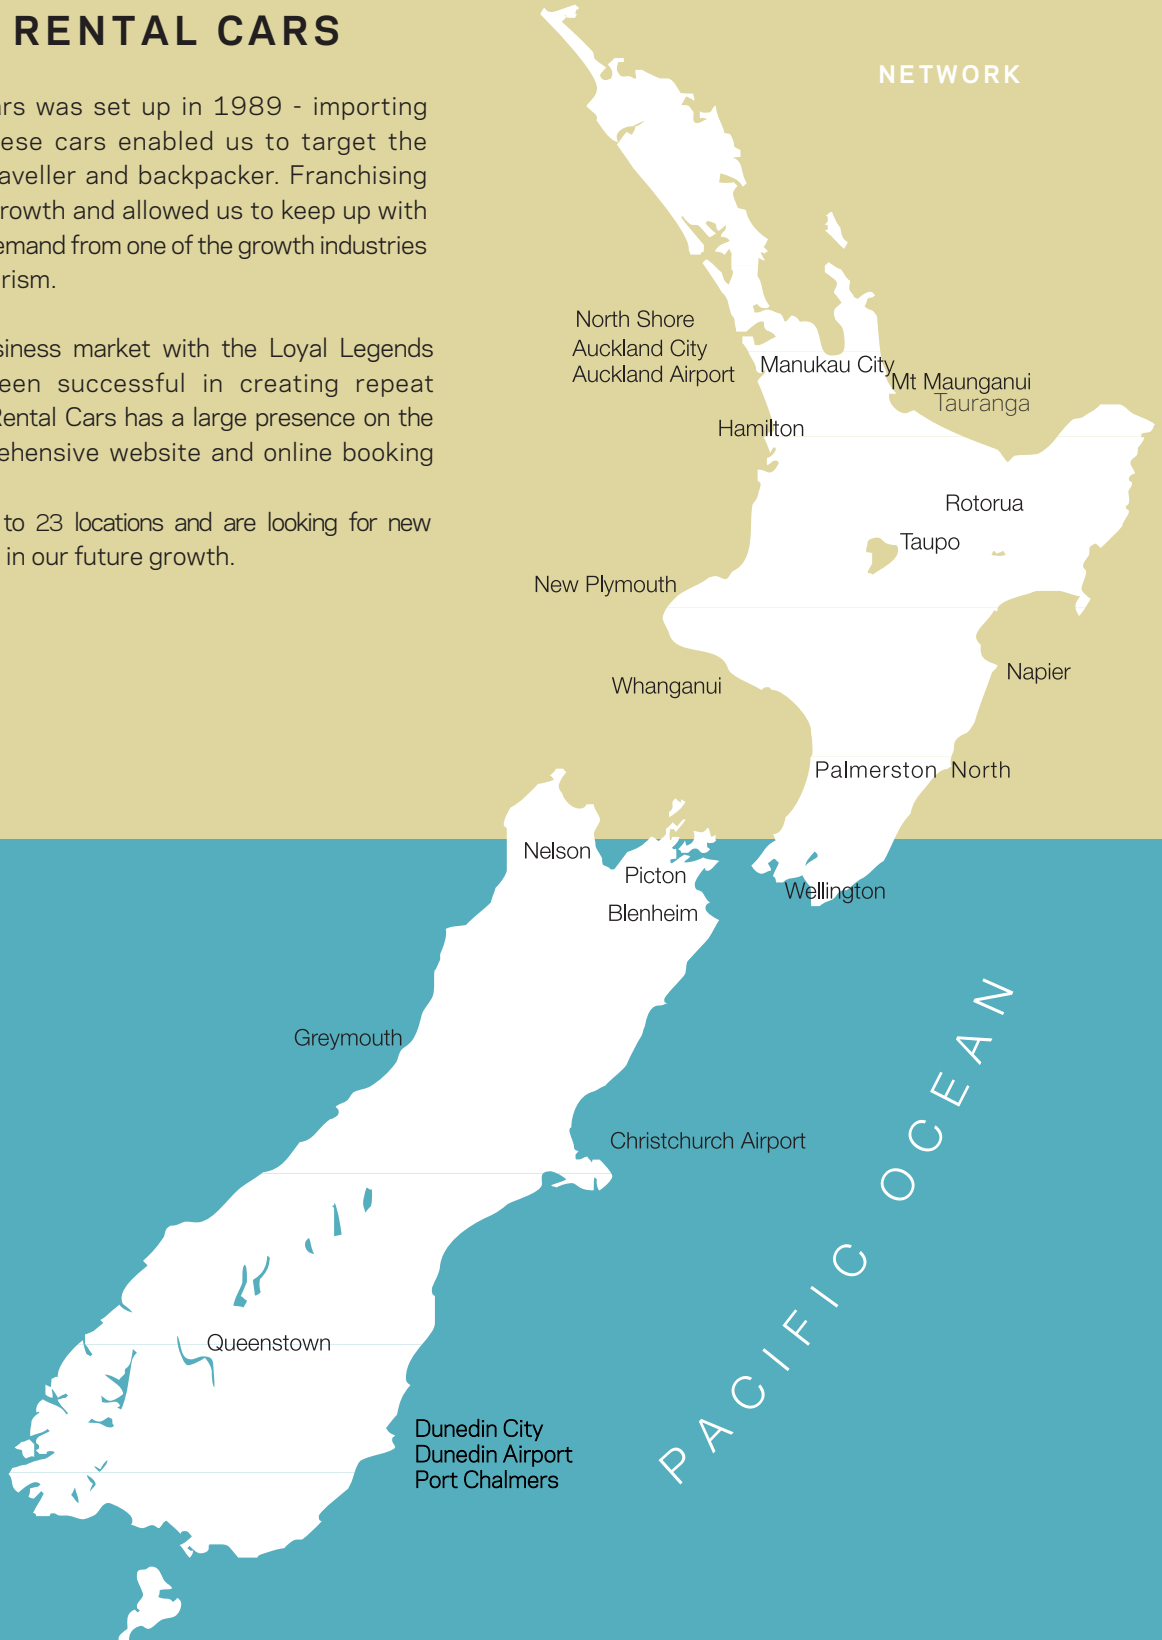 RENTAL CARS
NETWORK
ars was set up in 1989 - importing
ese cars enabled us to target the
aveller and backpacker. Franchising
rowth and allowed us to keep up with
emand from one of the growth industries
rism.
siness market with the Loyal Legends
een successful in creating repeat
Rental Cars has a large presence on the
rehensive website and online booking
to 23 locations and are looking for new
in our future growth.
North Shore
Auckland City
Auckland Airport
Manukau City
Mt Maunganui
Tauranga
Hamilton
Rotorua
Taupo
New Plymouth
Whanganui
Napier
Palmerston North
Nelson
Picton
Wellington
Blenheim
Greymouth
Christchurch Airport
PACIFIC OCEAN
Queenstown
Dunedin City
Dunedin Airport
Port Chalmers